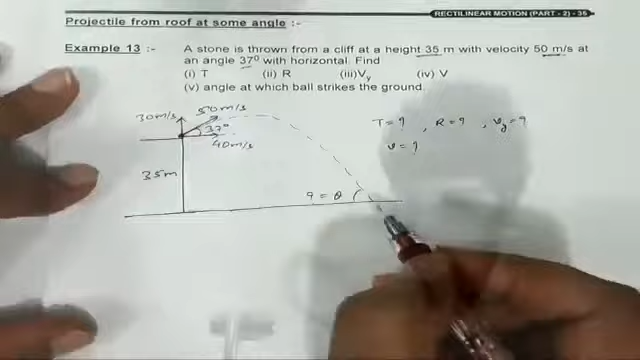 RECTILINEAR MOTION (PART - 2) - 35
Projectile from roof at some angle :-
Example 13 :- A stone is thrown from a cliff at a height 35 m with velocity 50 m/s at
an angle 37⁰ with horizontal. Find
(i) T (ii) R (iii)Vy (iv) V
(v) angle at which ball strikes the ground.
30m/s 50m/s
37⁰
40m/s
35m
? = θ
T = ? , R = ? , vy = ?
v = ?